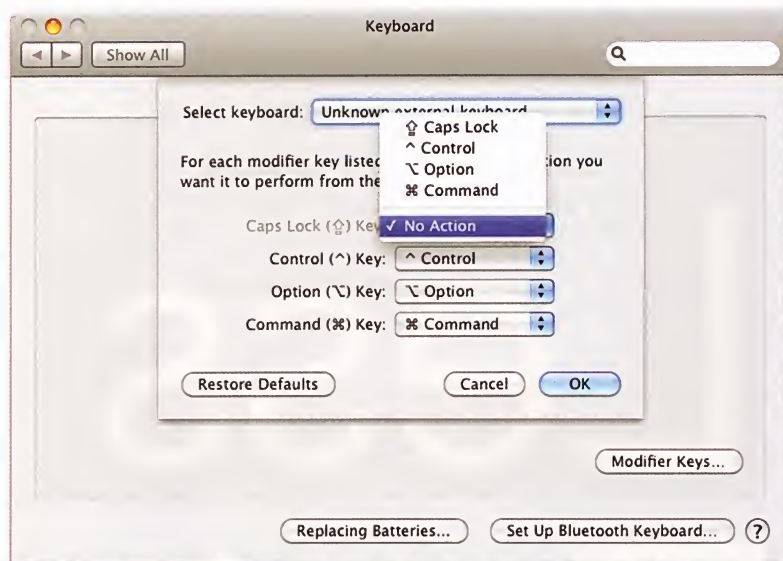 Keyboard
Show All
Select keyboard: Unknown external keyboard
⇪ Caps Lock
^ Control
⌥ Option
⌘ Command
✓ No Action
For each modifier key listed ion you
want it to perform from the
Caps Lock (⇪) Key
Control (^) Key: ^ Control
Option (⌥) Key: ⌥ Option
Command (⌘) Key: ⌘ Command
Restore Defaults Cancel OK
Modifier Keys...
Replacing Batteries... Set Up Bluetooth Keyboard... ?